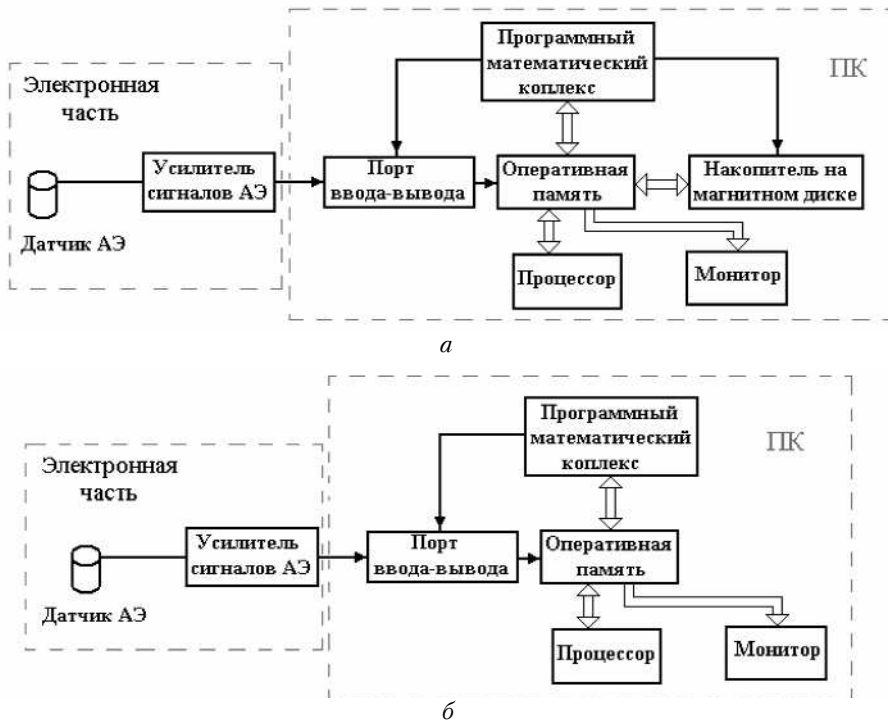 Электронная
часть
Датчик АЭ
Усилитель
сигналов АЭ
ПК
Программный
математический
коплекс
Порт
ввода-вывода
Оперативная
память
Накопитель на
магнитном диске
Процессор
Монитор
а
Электронная
часть
Датчик АЭ
Усилитель
сигналов АЭ
ПК
Программный
математический
коплекс
Порт
ввода-вывода
Оперативная
память
Процессор
Монитор
б